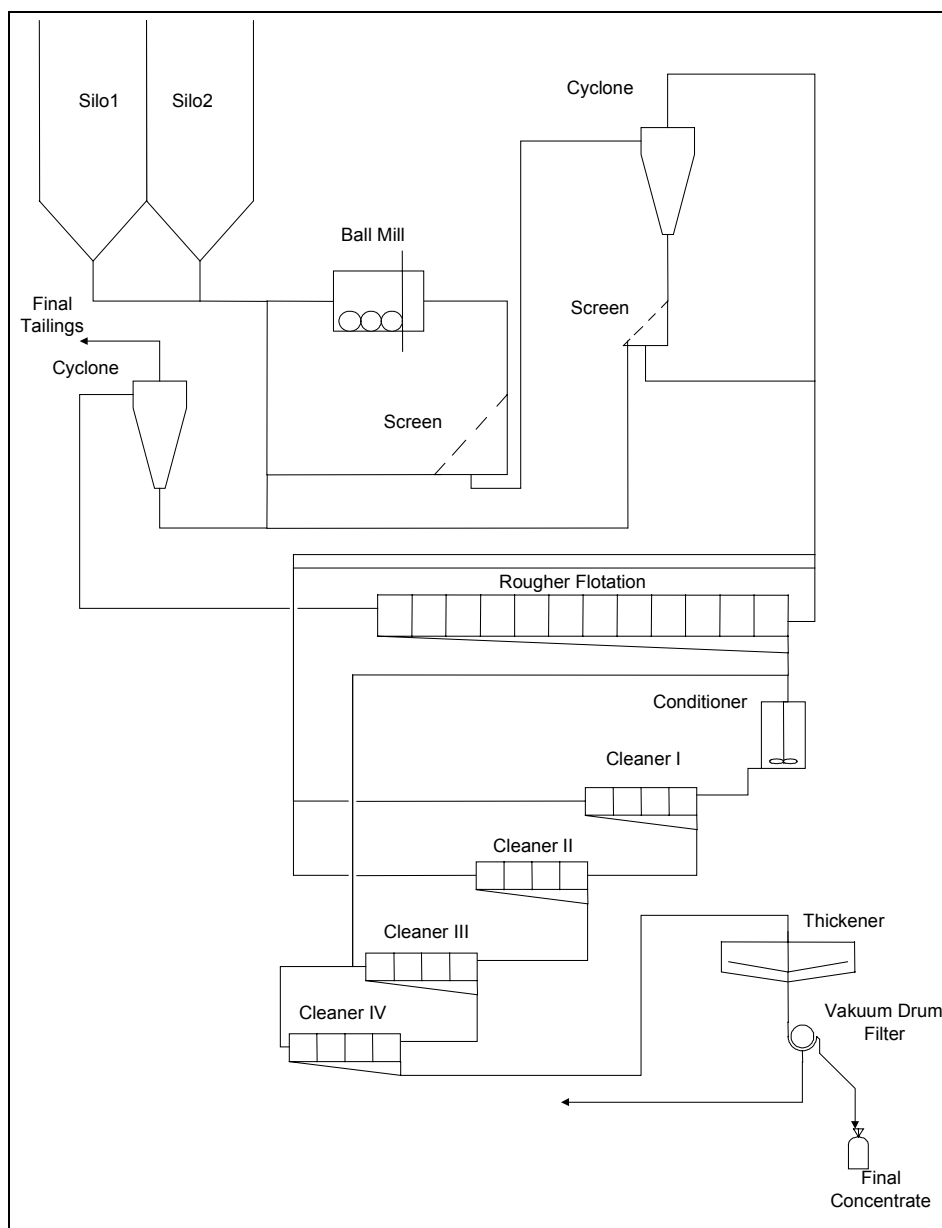 Silo1
Silo2
Cyclone
Ball Mill
Final
Tailings
Screen
Cyclone
Screen
Rougher Flotation
Conditioner
Cleaner I
Cleaner II
Thickener
Cleaner III
Cleaner IV
Vakuum Drum
Filter
Final
Concentrate